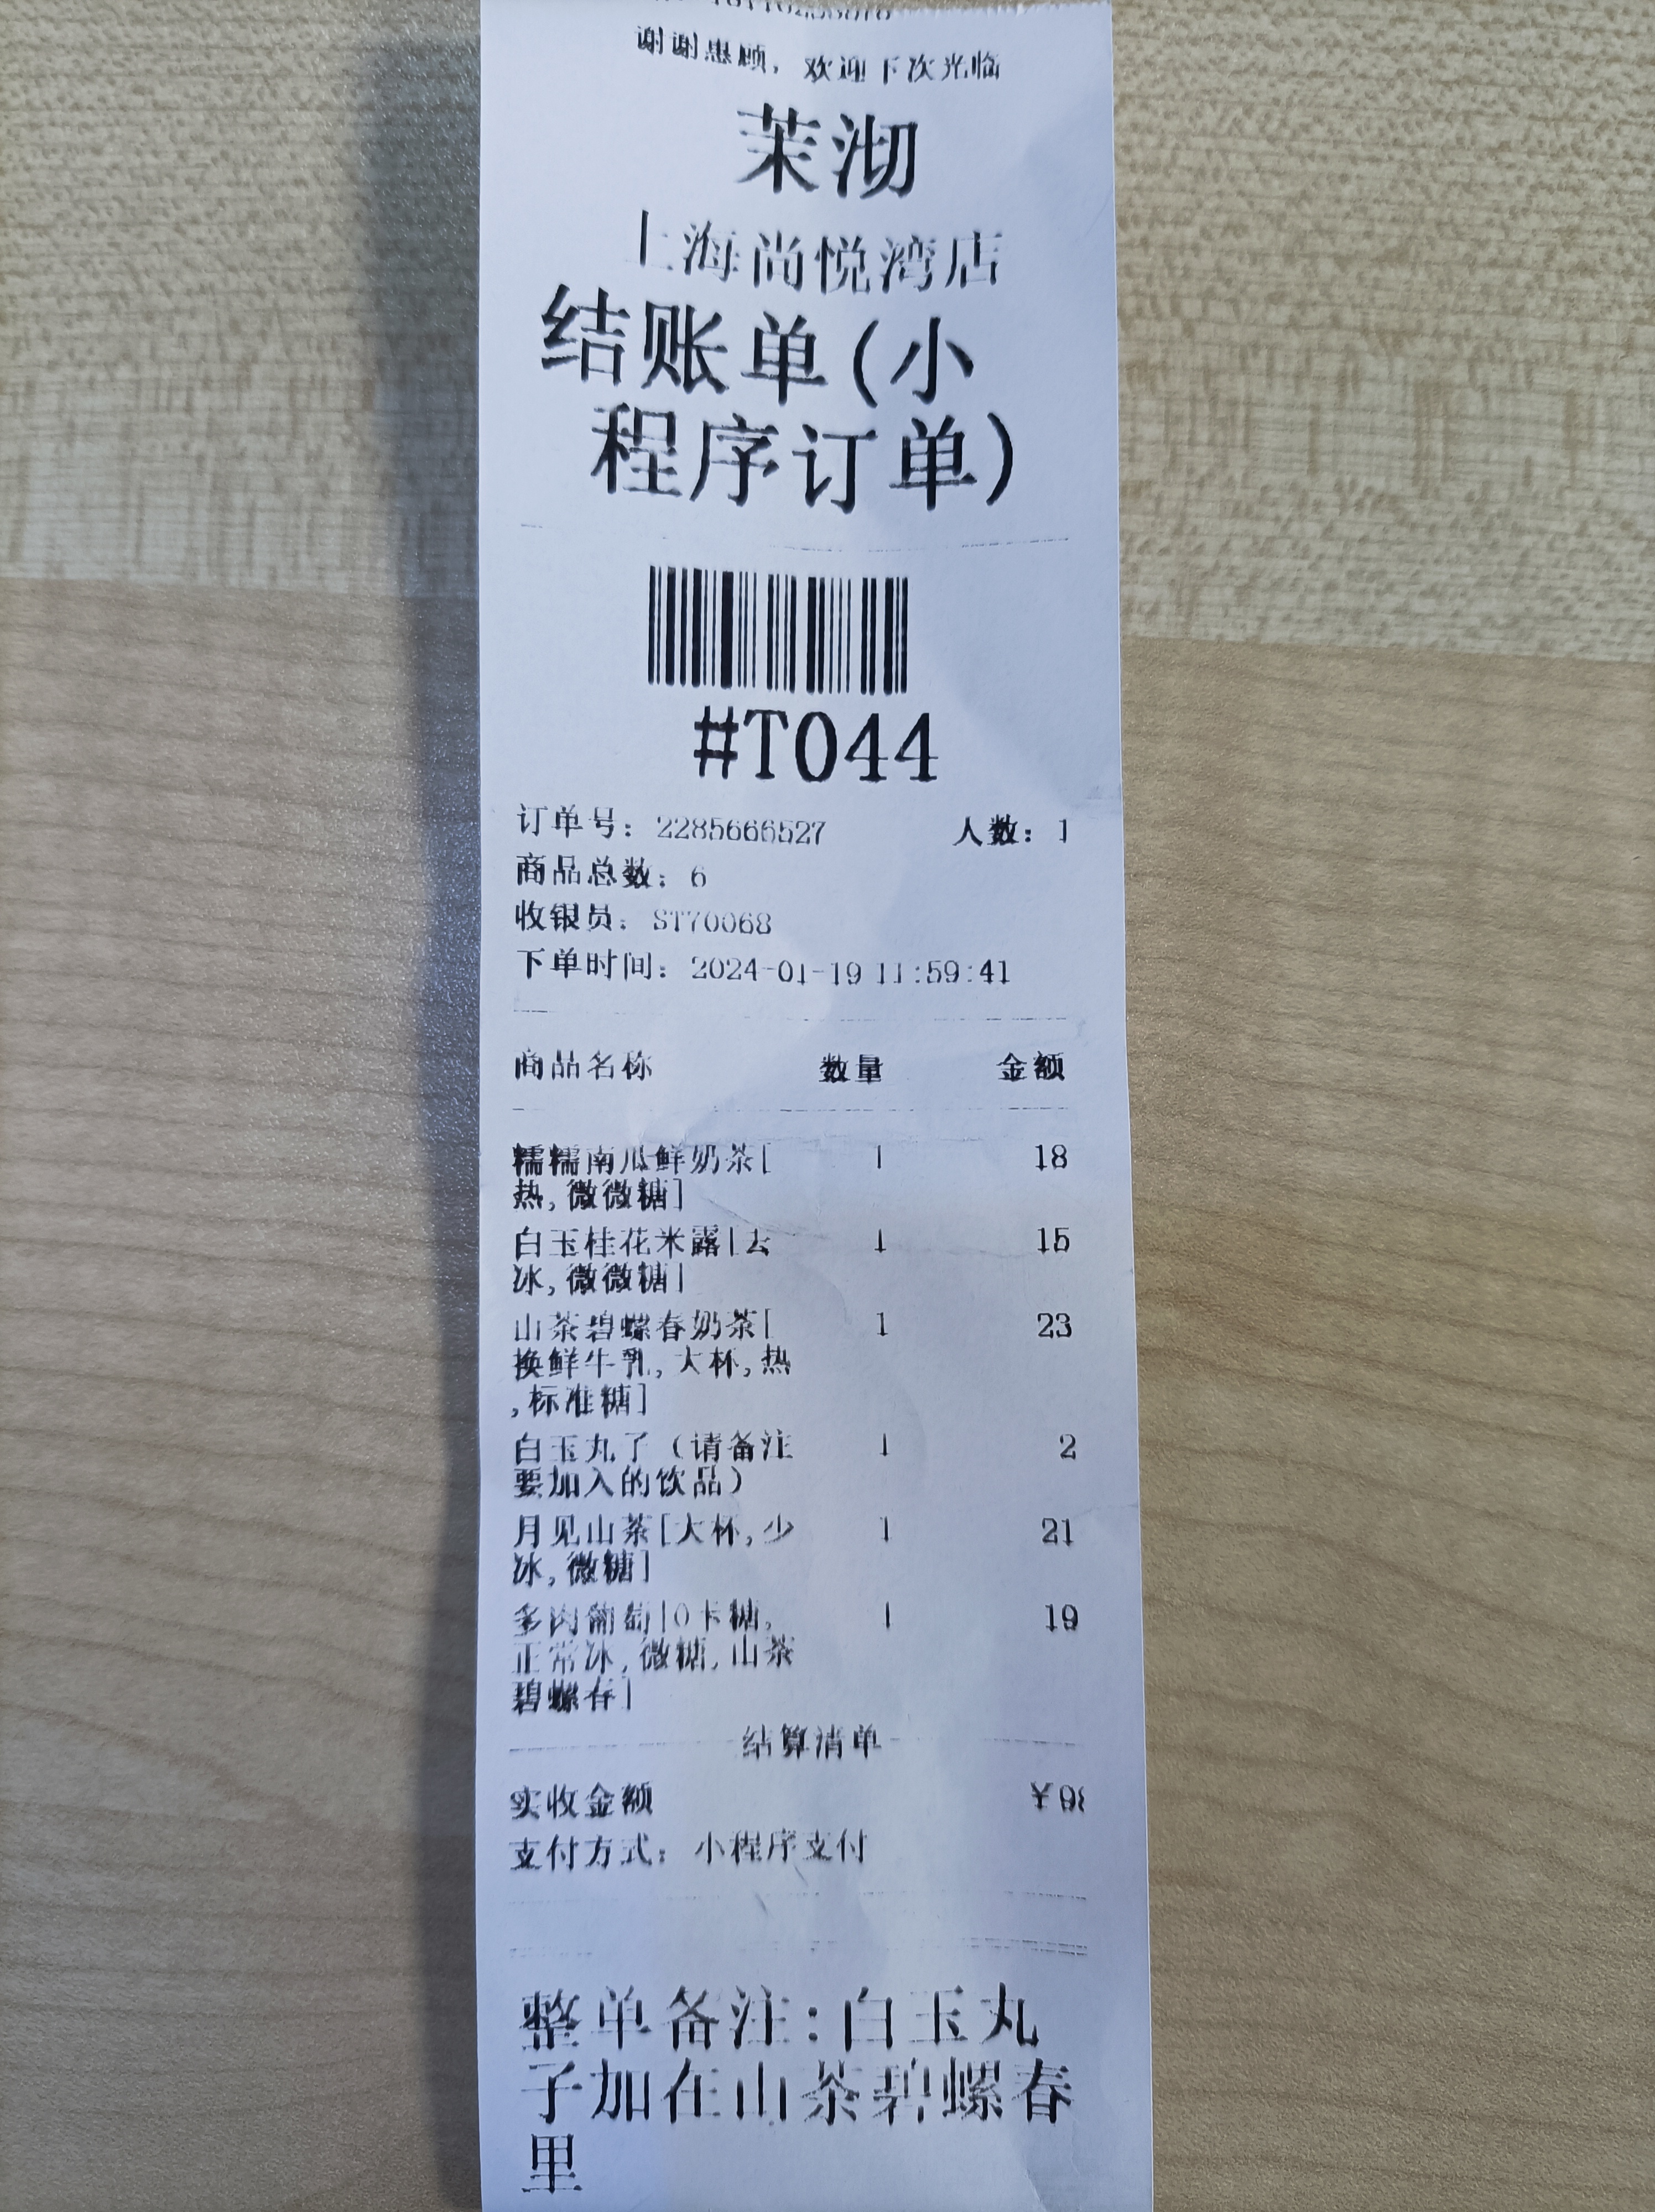 谢谢惠顾，欢迎下次光临
茉沏
上海尚悦湾店
结账单(小
程序订单)
#T044
订单号：2285666527 人数：1
商品总数：6
收银员：ST70068
下单时间：2024-01-19 11:59:41
商品名称 数量 金额
糯糯南瓜鲜奶茶[ 1 18
热,微微糖]
白玉桂花米露[去 1 15
冰,微微糖]
山茶碧螺春奶茶[ 1 23
换鲜牛乳,大杯,热
,标准糖]
白玉丸子（请备注 1 2
要加入的饮品）
月见山茶[大杯,少 1 21
冰,微糖]
多肉葡萄[0卡糖, 1 19
正常冰,微糖,山茶
碧螺春]
结算清单
实收金额 ¥98
支付方式：小程序支付
整单备注:白玉丸
子加在山茶碧螺春
里